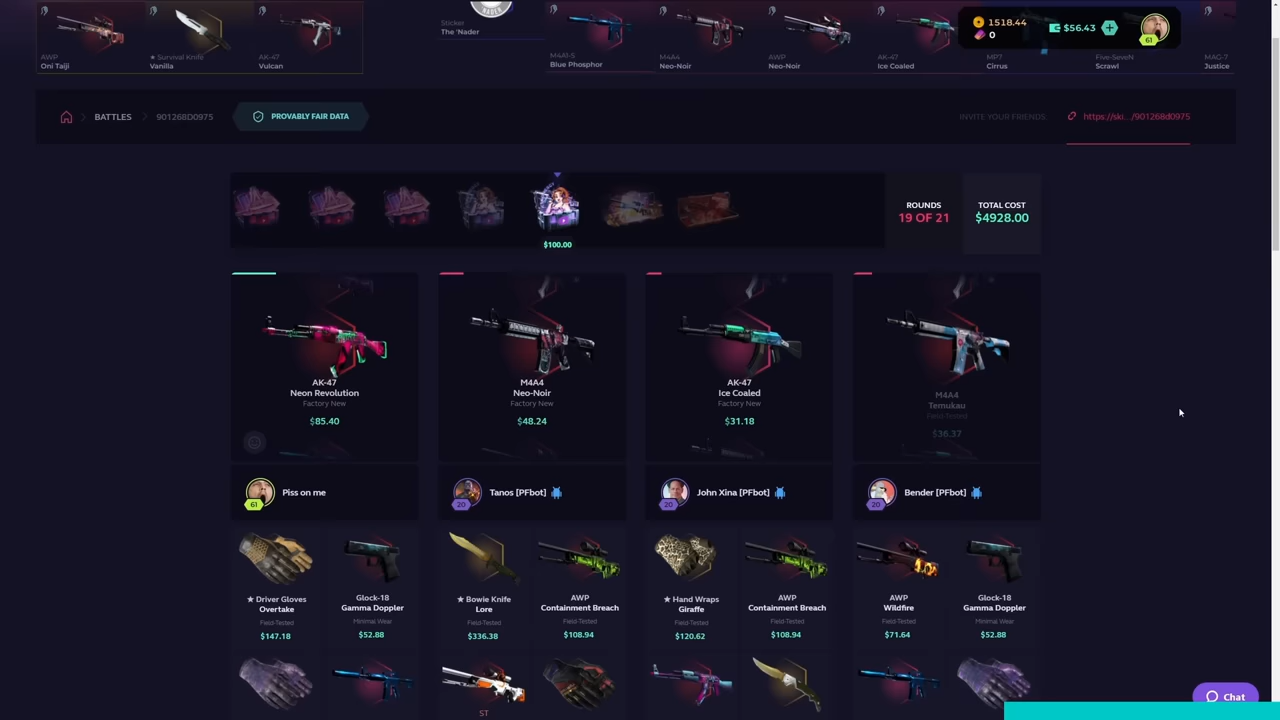 NADER
Sticker
The 'Nader
AWP
Oni Taiji
★ Survival Knife
Vanilla
AK-47
Vulcan
M4A1-S
Blue Phosphor
M4A4
Neo-Noir
AWP
Neo-Noir
AK-47
Ice Coaled
MP7
Cirrus
Five-SeveN
Scrawl
MAG-7
Justice
1518.44
0
$56.43
61
BATTLES
901268D0975
PROVABLY FAIR DATA
INVITE YOUR FRIENDS:
https://ski.../901268d0975
$100.00
ROUNDS
19 OF 21
TOTAL COST
$4928.00
AK-47
Neon Revolution
Factory New
$85.40
M4A4
Neo-Noir
Factory New
$48.24
AK-47
Ice Coaled
Factory New
$31.18
M4A4
Temukau
Field-Tested
$36.37
61
Piss on me
20
Tanos [PFbot]
20
John Xina [PFbot]
20
Bender [PFbot]
★ Driver Gloves
Overtake
Field-Tested
$147.18
Glock-18
Gamma Doppler
Minimal Wear
$52.88
★ Bowie Knife
Lore
Field-Tested
$336.38
AWP
Containment Breach
Field-Tested
$108.94
★ Hand Wraps
Giraffe
Field-Tested
$120.62
AWP
Containment Breach
Field-Tested
$108.94
AWP
Wildfire
Field-Tested
$71.64
Glock-18
Gamma Doppler
Minimal Wear
$52.88
ST
Chat